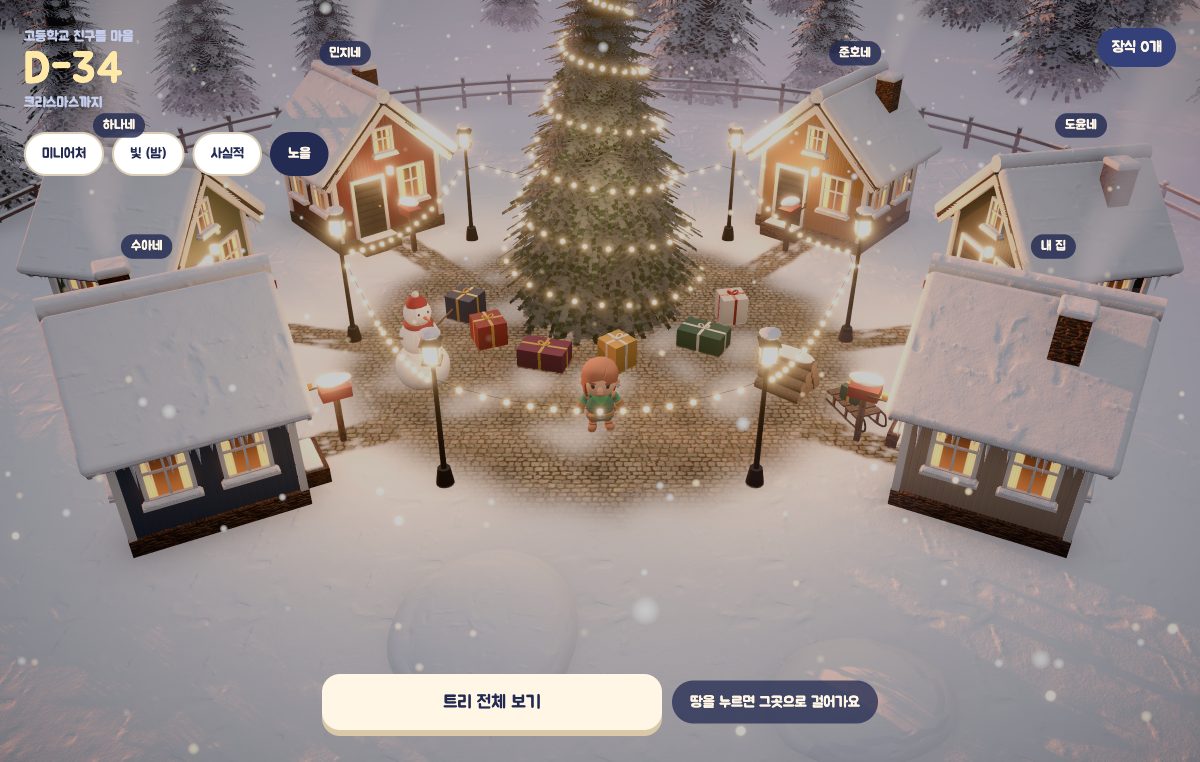 고등학교 친구들 마을
D-34
크리스마스까지
민지네
준호네
장식 0개
하나네
도윤네
미니어처
빛 (밤)
사실적
노을
수아네
내 집
트리 전체 보기
땅을 누르면 그곳으로 걸어가요